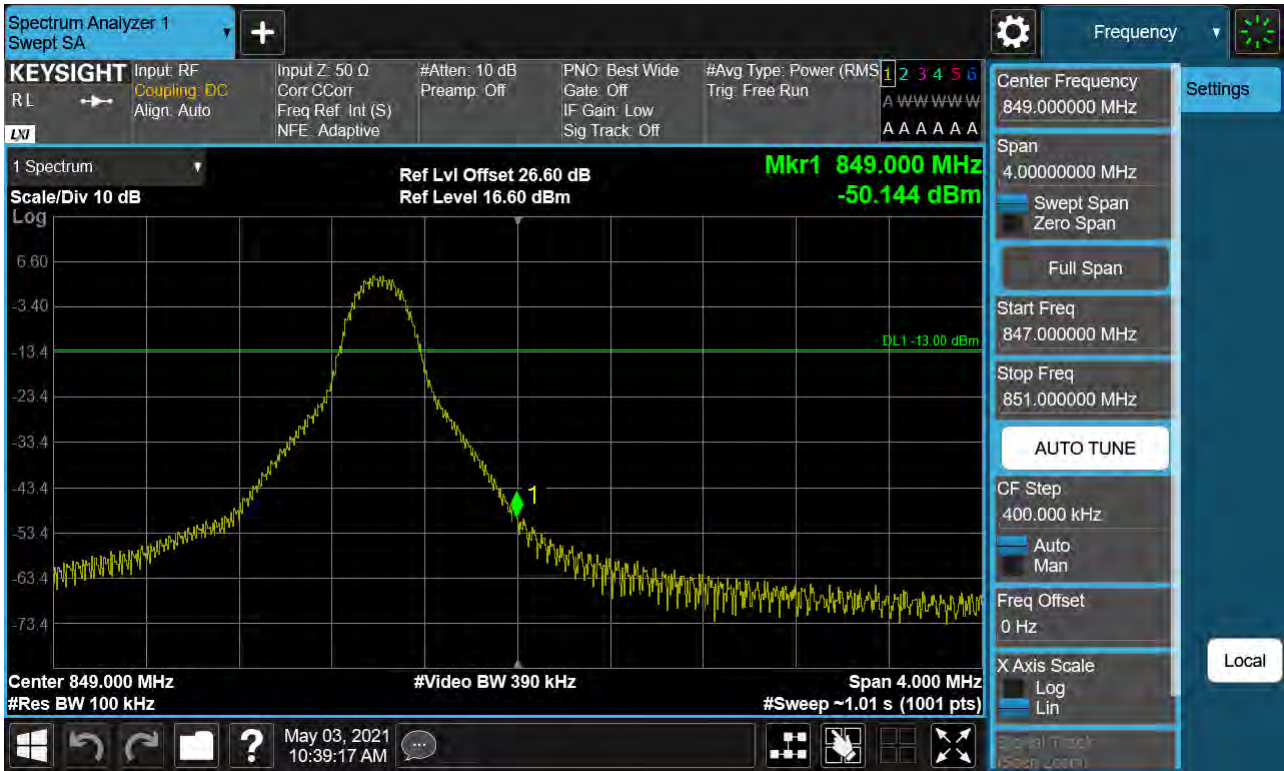 Spectrum Analyzer 1
Swept SA
Frequency
KEYSIGHT
RL
LXI
Input: RF
Coupling: DC
Align: Auto
Input Z: 50 Ω
Corr CCorr
Freq Ref: Int (S)
NFE: Adaptive
#Atten: 10 dB
Preamp: Off
PNO: Best Wide
Gate: Off
IF Gain: Low
Sig Track: Off
#Avg Type: Power (RMS
Trig: Free Run
1 2 3 4 5 6
A W W W W W
A A A A A A
1 Spectrum
Scale/Div 10 dB
Log
Ref Lvl Offset 26.60 dB
Ref Level 16.60 dBm
Mkr1 849.000 MHz
-50.144 dBm
6.60
-3.40
-13.4
-23.4
-33.4
-43.4
-53.4
-63.4
-73.4
DL1 -13.00 dBm
1
Center 849.000 MHz
#Res BW 100 kHz
#Video BW 390 kHz
Span 4.000 MHz
#Sweep ~1.01 s (1001 pts)
Center Frequency
849.000000 MHz
Span
4.00000000 MHz
Swept Span
Zero Span
Full Span
Start Freq
847.000000 MHz
Stop Freq
851.000000 MHz
AUTO TUNE
CF Step
400.000 kHz
Auto
Man
Freq Offset
0 Hz
X Axis Scale
Log
Lin
Signal Track
(Span Zoom)
Settings
Local
?
May 03, 2021
10:39:17 AM